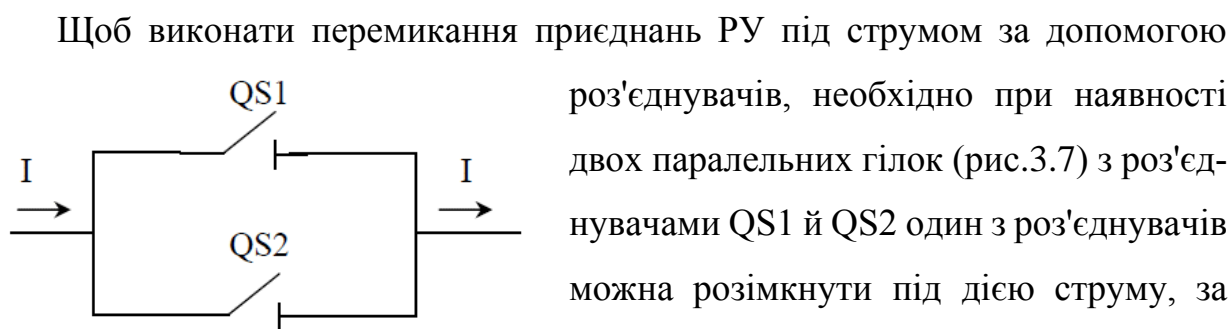 Щоб виконати перемикання приєднань РУ під струмом за допомогою
QS1
роз'єднувачів, необхідно при наявності
двох паралельних гілок (рис.3.7) з роз'єд-
I
I
нувачами QS1 й QS2 один з роз'єднувачів
QS2
можна розімкнути під дією струму, за